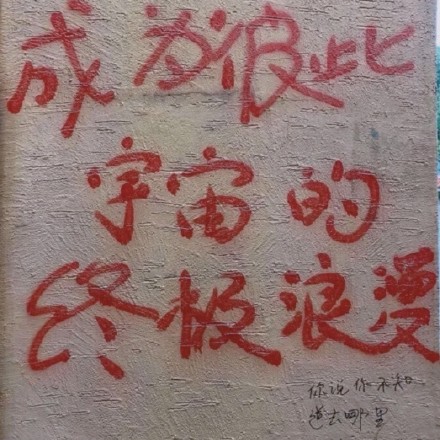 成为彼此
宇宙的
终极浪漫
你说你不知
道去哪里